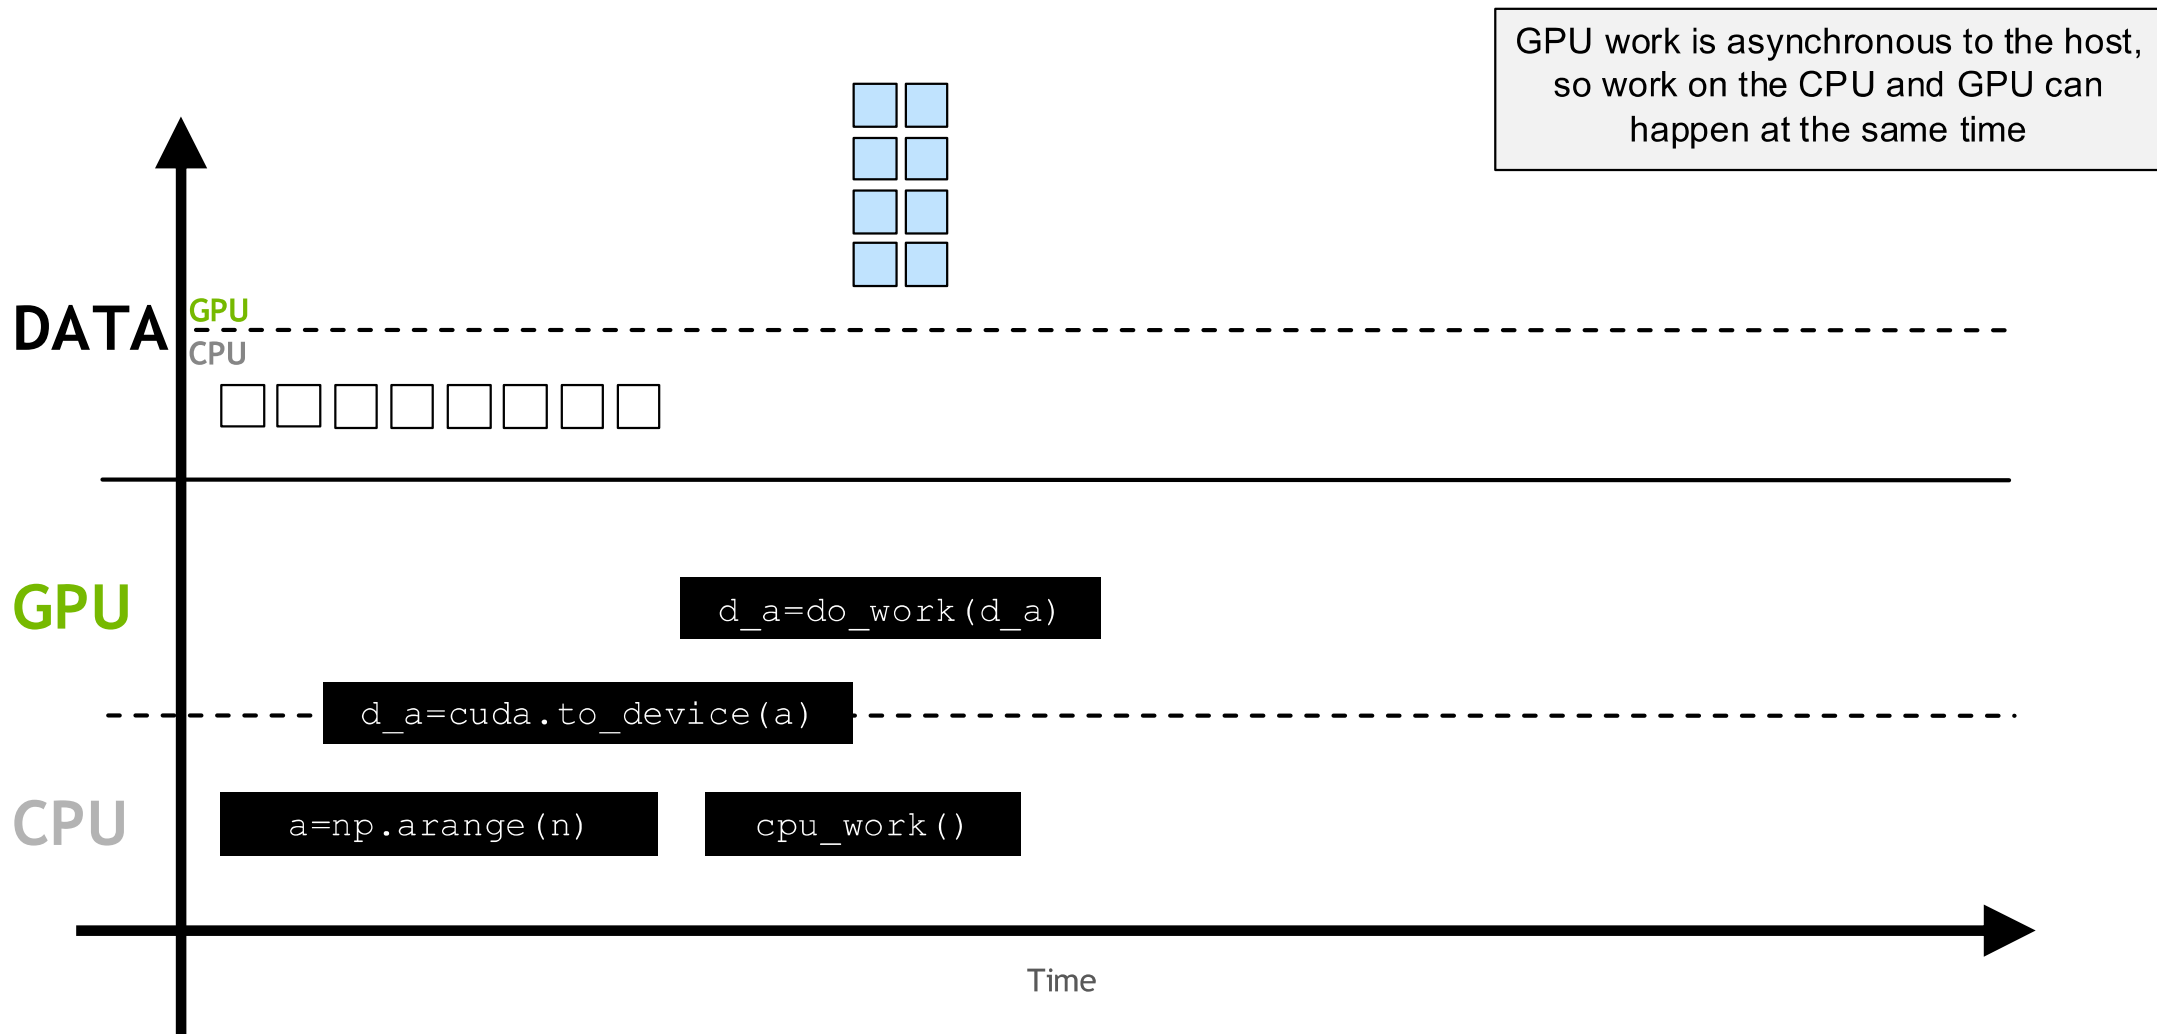 GPU work is asynchronous to the host,
so work on the CPU and GPU can
happen at the same time
DATA
GPU
CPU
GPU
d_a=do_work(d_a)
d_a=cuda.to_device(a)
CPU
a=np.arange(n)
cpu_work()
Time